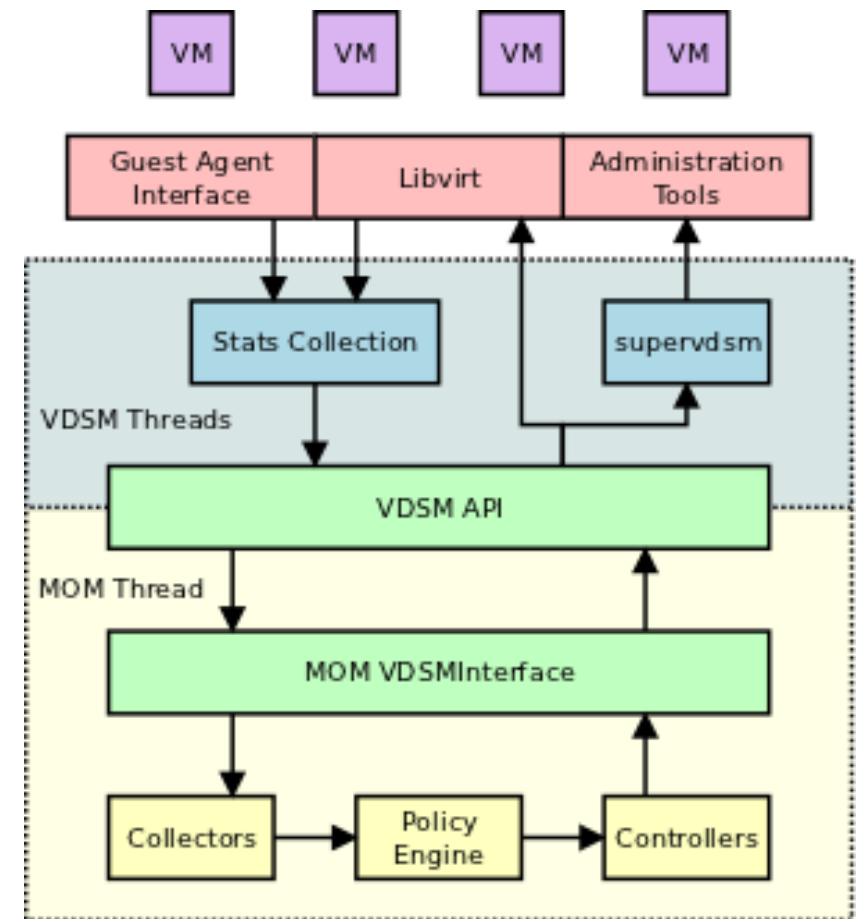 VM
VM
VM
VM
Guest Agent
Interface
Libvirt
Administration
Tools
Stats Collection
supervdsm
VDSM Threads
VDSM API
MOM Thread
MOM VDSMInterface
Collectors
Policy
Engine
Controllers